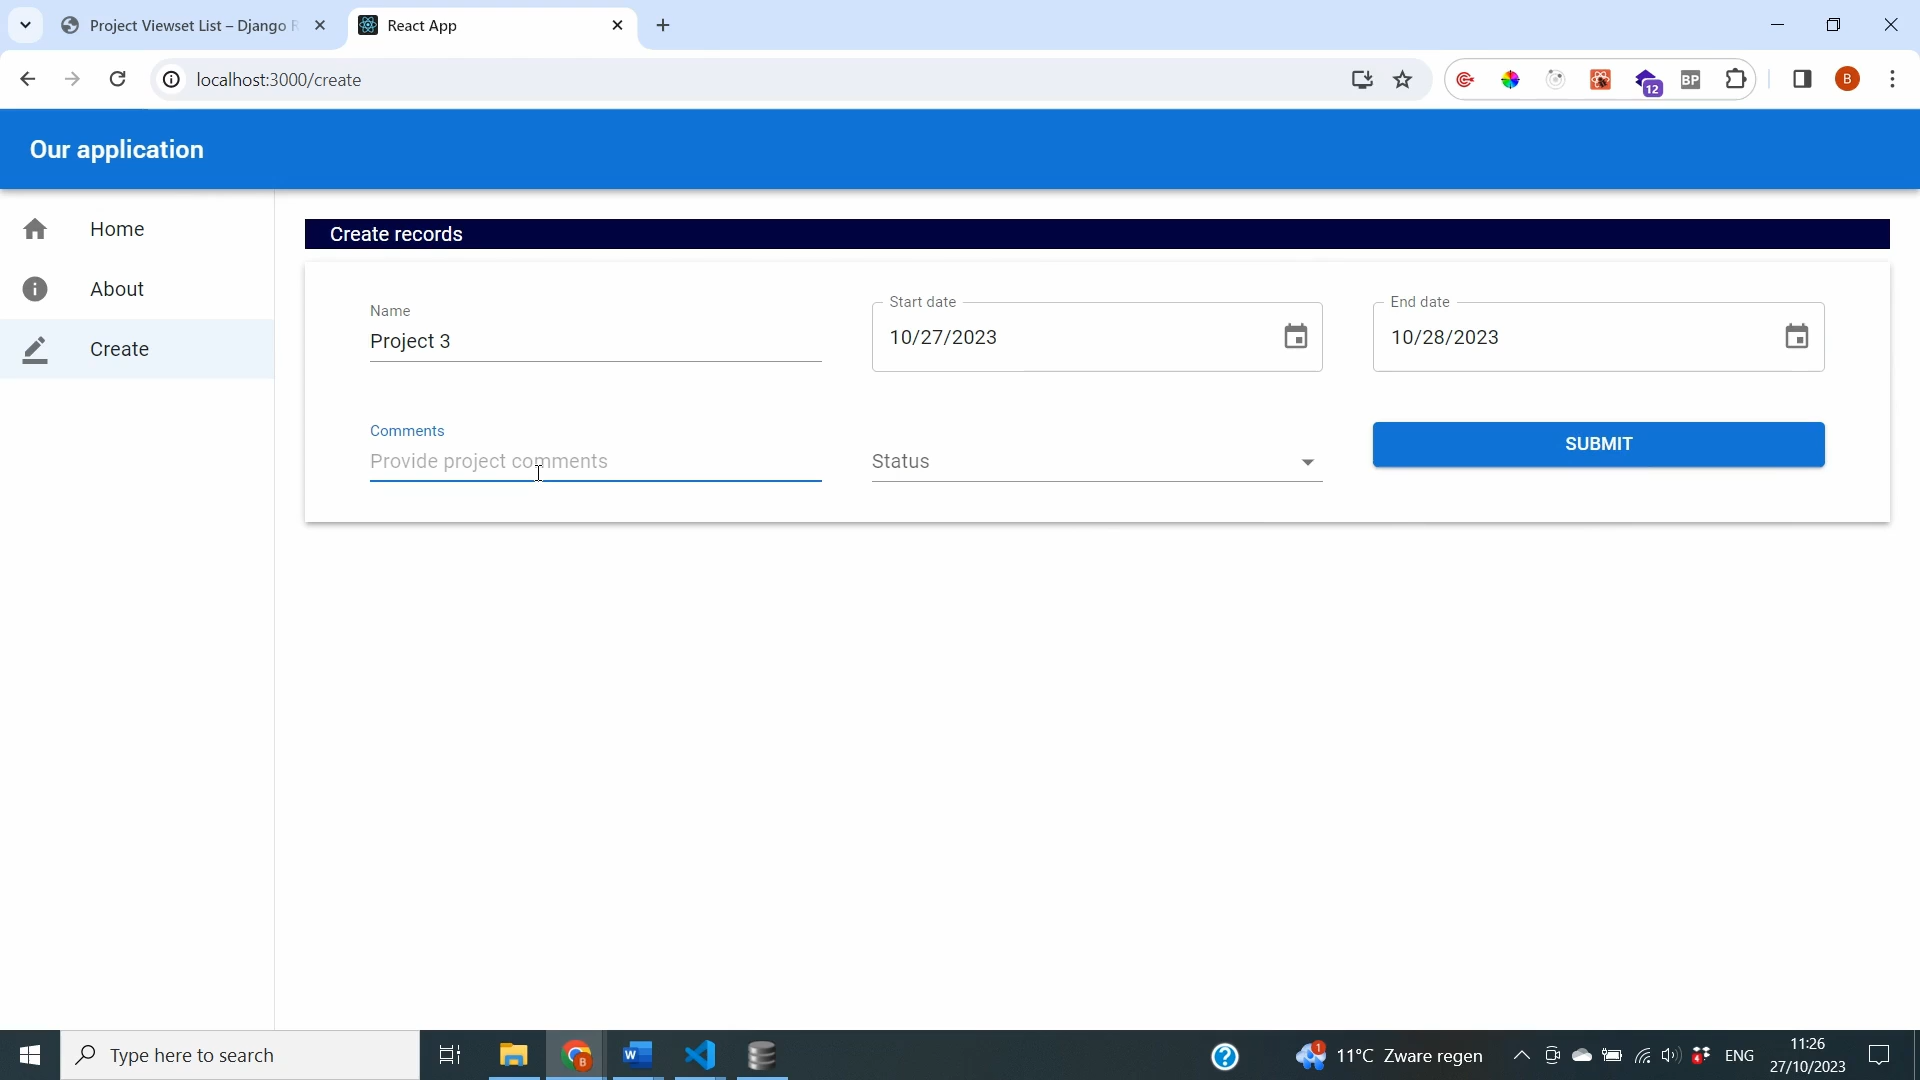 Project Viewset List – Django R
React App
localhost:3000/create
12
BP
B
Our application
Home
About
Create
Create records
Name
Project 3
Start date
10/27/2023
End date
10/28/2023
Comments
Provide project comments
Status
SUBMIT
Type here to search
11°C Zware regen
ENG
11:26
27/10/2023